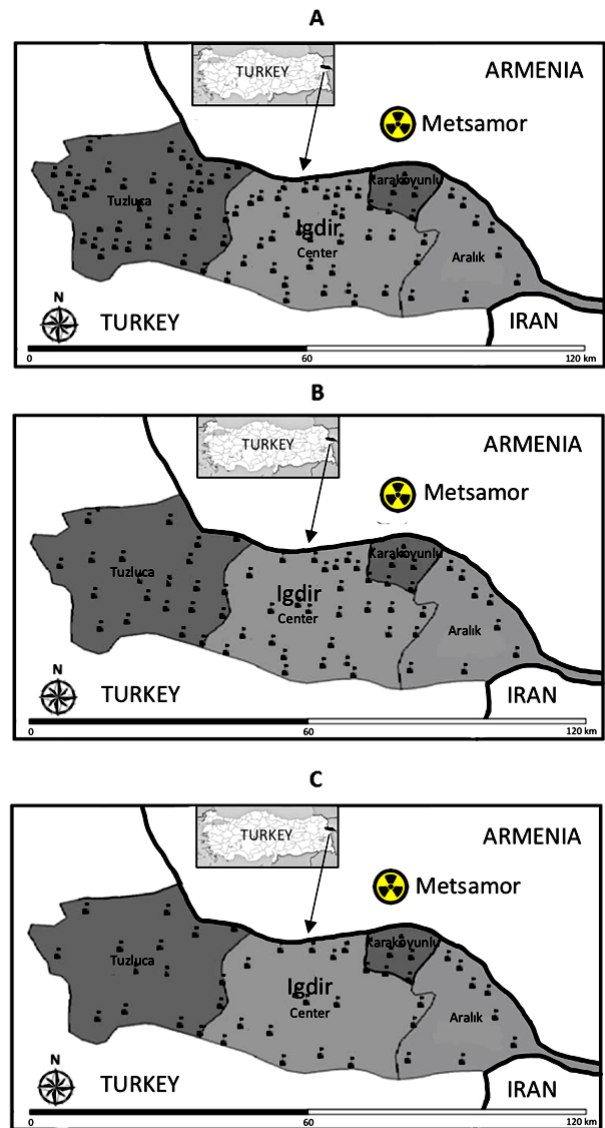 A
TURKEY
ARMENIA
Metsamor
Karakoyunlu
Tuzluca
Igdir
Center
Aralık
N
TURKEY
IRAN
0 60 120 km
B
TURKEY
ARMENIA
Metsamor
Karakoyunlu
Tuzluca
Igdir
Center
Aralık
N
TURKEY
IRAN
0 60 120 km
C
TURKEY
ARMENIA
Metsamor
Karakoyunlu
Tuzluca
Igdir
Center
Aralık
N
TURKEY
IRAN
0 60 120 km